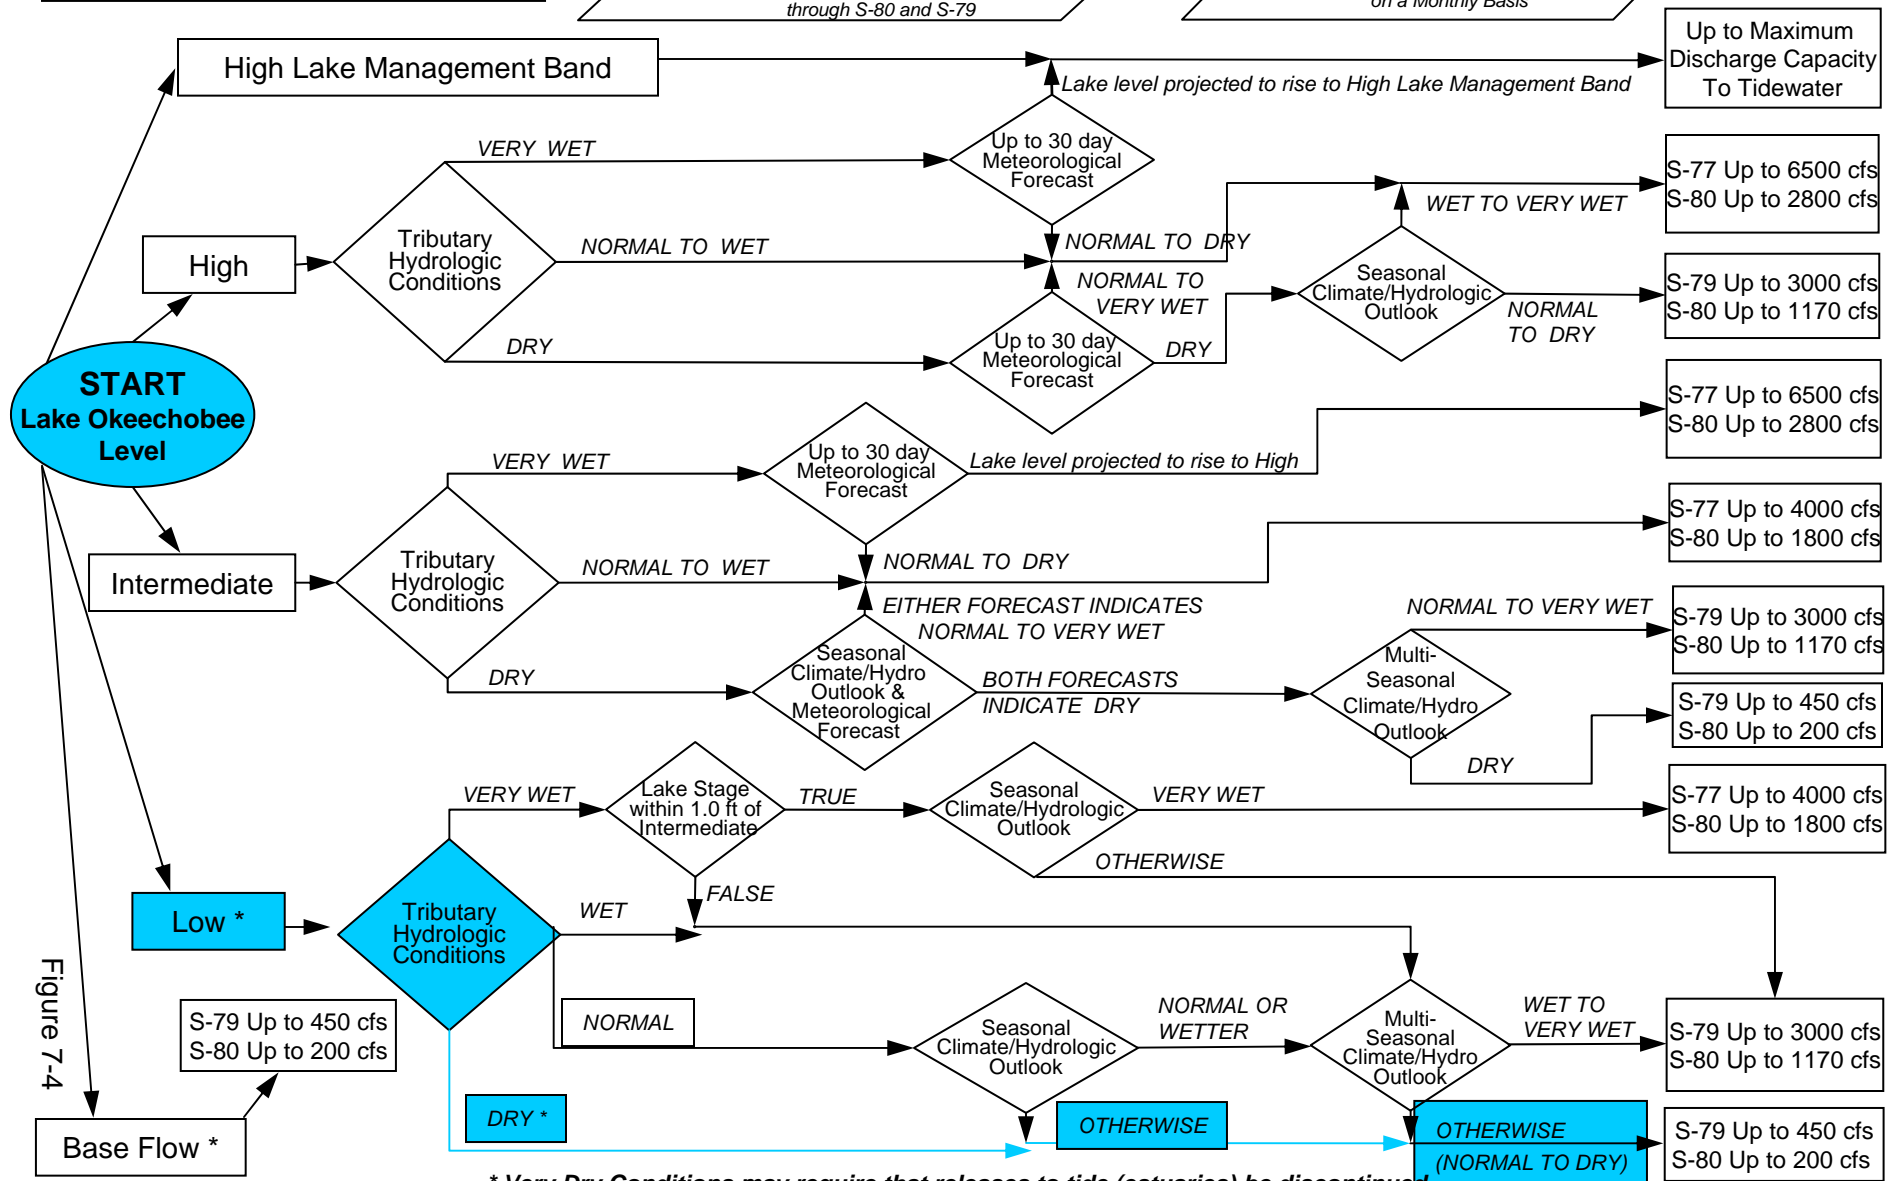 through S-80 and S-79
on a Monthly Basis
High Lake Management Band
Lake level projected to rise to High Lake Management Band
Up to Maximum
Discharge Capacity
To Tidewater
VERY WET
Up to 30 day
Meteorological
Forecast
S-77 Up to 6500 cfs
S-80 Up to 2800 cfs
WET TO VERY WET
High
Tributary
Hydrologic
Conditions
NORMAL TO WET
NORMAL TO DRY
NORMAL TO
VERY WET
Seasonal
Climate/Hydrologic
Outlook
NORMAL
TO DRY
S-79 Up to 3000 cfs
S-80 Up to 1170 cfs
DRY
Up to 30 day
Meteorological
Forecast
DRY
START
Lake Okeechobee
Level
S-77 Up to 6500 cfs
S-80 Up to 2800 cfs
VERY WET
Up to 30 day
Meteorological
Forecast
Lake level projected to rise to High
S-77 Up to 4000 cfs
S-80 Up to 1800 cfs
Intermediate
Tributary
Hydrologic
Conditions
NORMAL TO WET
NORMAL TO DRY
EITHER FORECAST INDICATES
NORMAL TO VERY WET
NORMAL TO VERY WET
S-79 Up to 3000 cfs
S-80 Up to 1170 cfs
DRY
Seasonal
Climate/Hydro
Outlook &
Meteorological
Forecast
BOTH FORECASTS
INDICATE DRY
Multi-
Seasonal
Climate/Hydro
Outlook
DRY
S-79 Up to 450 cfs
S-80 Up to 200 cfs
VERY WET
Lake Stage
within 1.0 ft of
Intermediate
TRUE
Seasonal
Climate/Hydrologic
Outlook
VERY WET
S-77 Up to 4000 cfs
S-80 Up to 1800 cfs
OTHERWISE
FALSE
Low *
Tributary
Hydrologic
Conditions
WET
NORMAL
Seasonal
Climate/Hydrologic
Outlook
NORMAL OR
WETTER
Multi-
Seasonal
Climate/Hydro
Outlook
WET TO
VERY WET
S-79 Up to 3000 cfs
S-80 Up to 1170 cfs
Figure 7-4
S-79 Up to 450 cfs
S-80 Up to 200 cfs
Base Flow *
DRY *
OTHERWISE
OTHERWISE
(NORMAL TO DRY)
S-79 Up to 450 cfs
S-80 Up to 200 cfs
* Very Dry Conditions may require that releases to tide (estuaries) be discontinued